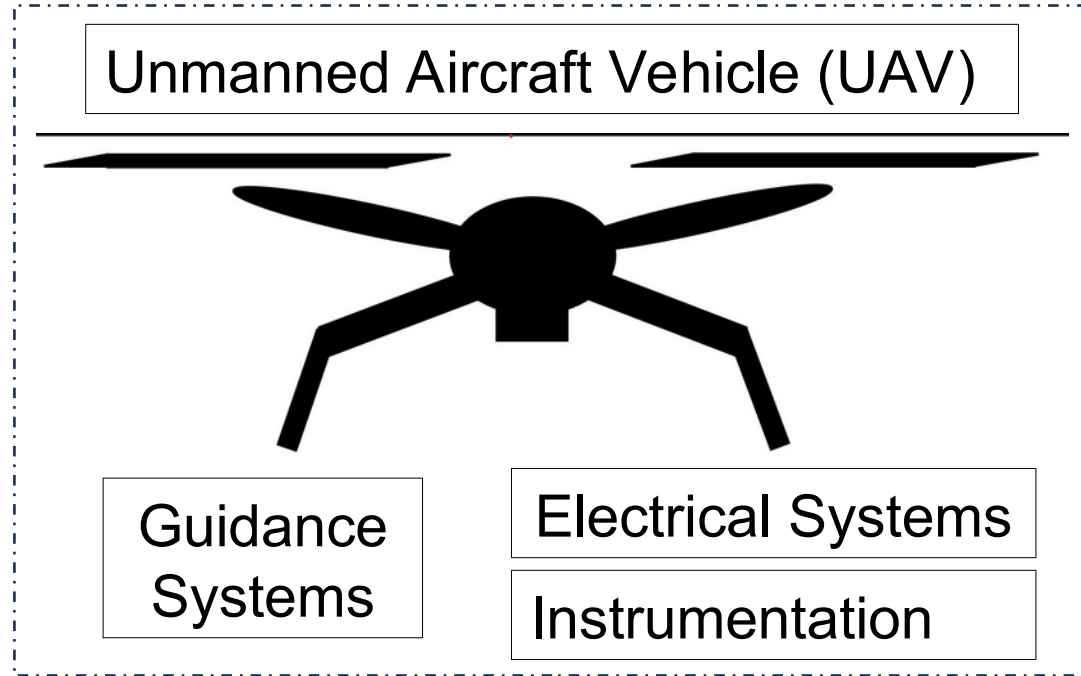 Unmanned Aircraft Vehicle (UAV)
Guidance
Systems
Electrical Systems
Instrumentation